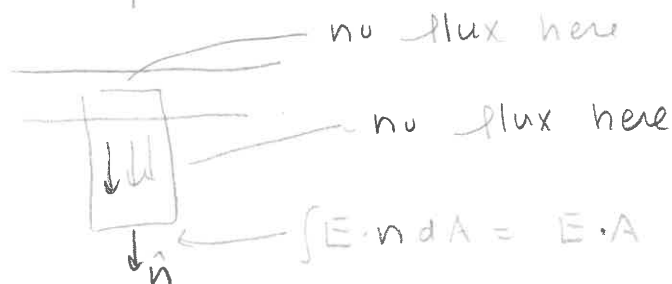 no flux here
no flux here
∫E·n dA = E·A
n̂